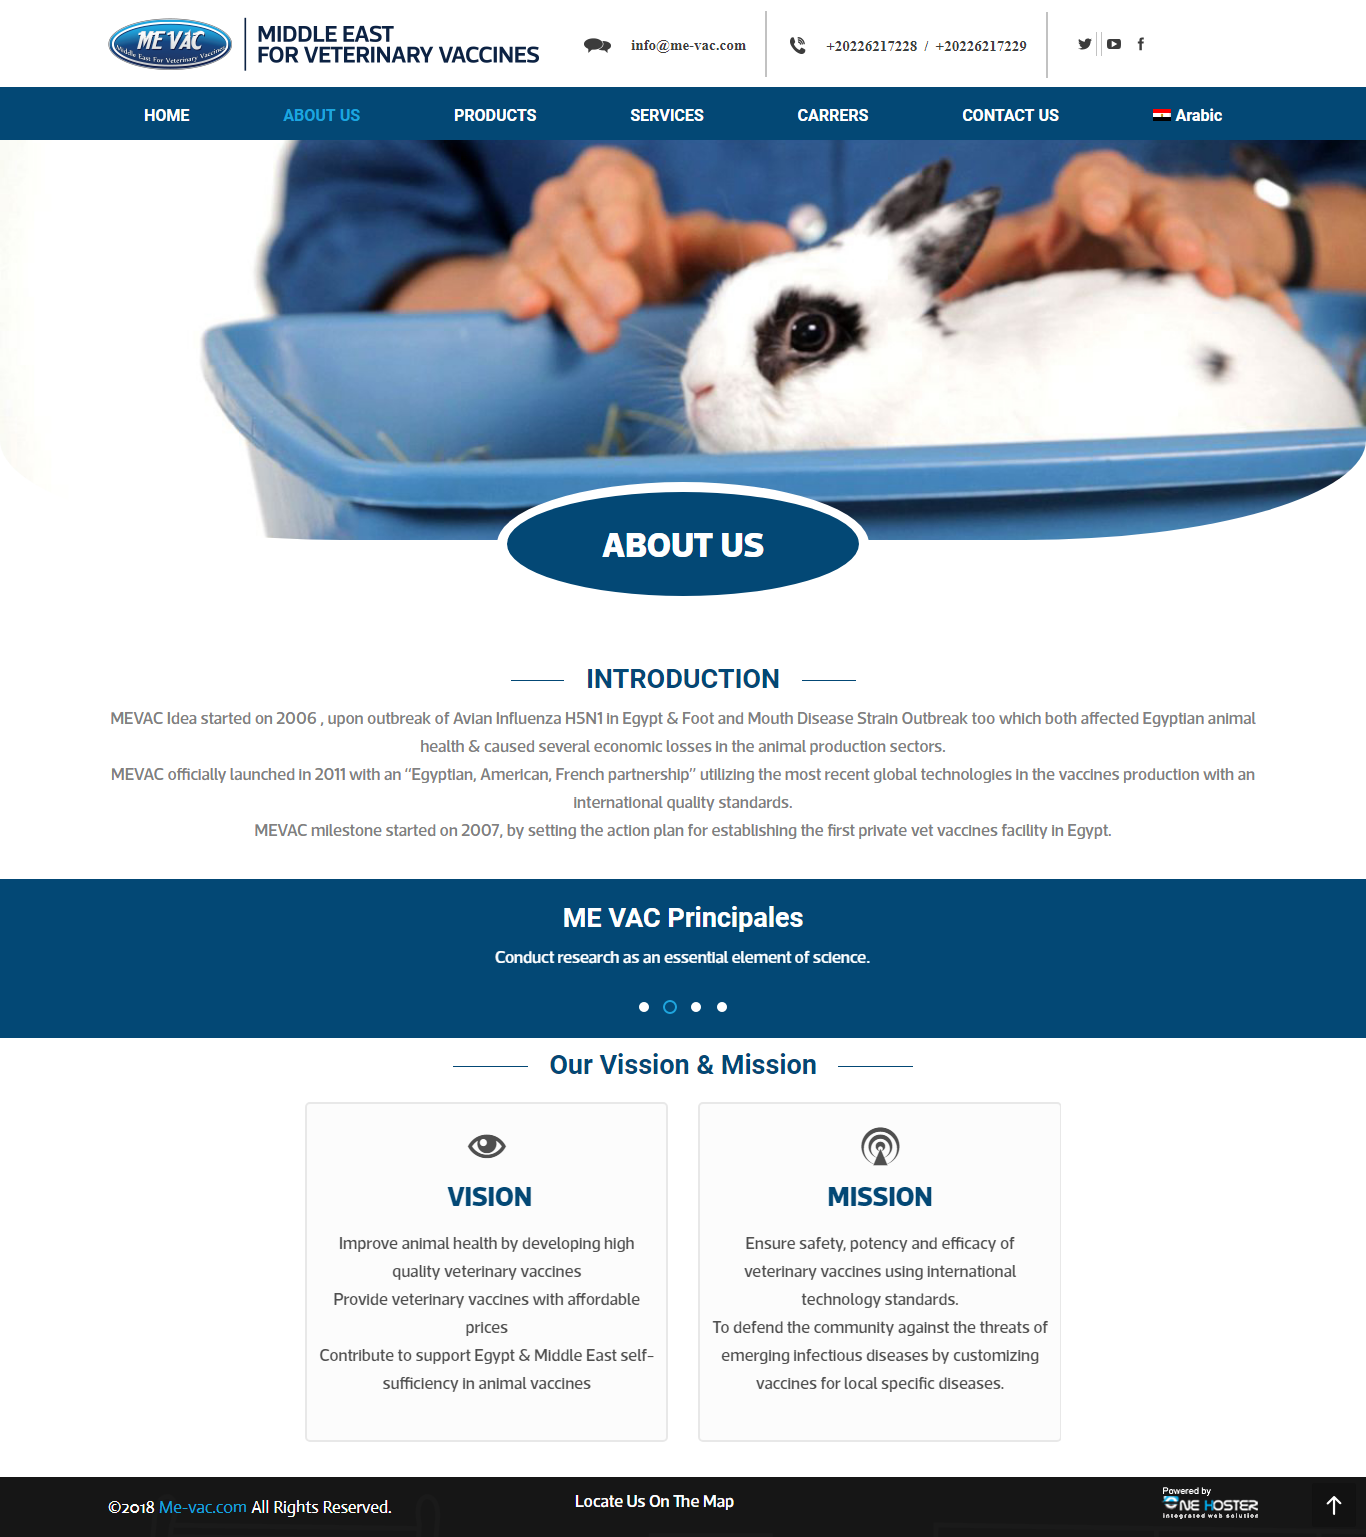 ME VAC
Middle East For Veterinary Vaccines
MIDDLE EAST
FOR VETERINARY VACCINES
info@me-vac.com
+20226217228 / +20226217229
HOME
ABOUT US
PRODUCTS
SERVICES
CARRERS
CONTACT US
Arabic
ABOUT US
INTRODUCTION
MEVAC Idea started on 2006 , upon outbreak of Avian Influenza H5N1 in Egypt & Foot and Mouth Disease Strain Outbreak too which both affected Egyptian animal
health & caused several economic losses in the animal production sectors.
MEVAC officially launched in 2011 with an “Egyptian, American, French partnership” utilizing the most recent global technologies in the vaccines production with an
international quality standards.
MEVAC milestone started on 2007, by setting the action plan for establishing the first private vet vaccines facility in Egypt.
ME VAC Principales
Conduct research as an essential element of science.
Our Vission & Mission
VISION
Improve animal health by developing high
quality veterinary vaccines
Provide veterinary vaccines with affordable
prices
Contribute to support Egypt & Middle East self-
sufficiency in animal vaccines
MISSION
Ensure safety, potency and efficacy of
veterinary vaccines using international
technology standards.
To defend the community against the threats of
emerging infectious diseases by customizing
vaccines for local specific diseases.
©2018 Me-vac.com All Rights Reserved.
Locate Us On The Map
Powered by
ONE HOSTER
integrated web solution